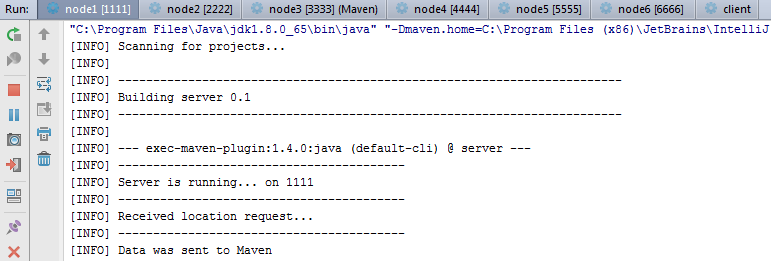 Run: node1 [1111] node2 [2222] node3 [3333] (Maven) node4 [4444] node5 [5555] node6 [6666] client
"C:\Program Files\Java\jdk1.8.0_65\bin\java" "-Dmaven.home=C:\Program Files (x86)\JetBrains\IntelliJ
[INFO] Scanning for projects...
[INFO]
[INFO] ------------------------------------------------------------------------
[INFO] Building server 0.1
[INFO] ------------------------------------------------------------------------
[INFO]
[INFO] --- exec-maven-plugin:1.4.0:java (default-cli) @ server ---
[INFO] -----------------------------------------
[INFO] Server is running... on 1111
[INFO] -----------------------------------------
[INFO] Received location request...
[INFO] -----------------------------------------
[INFO] Data was sent to Maven